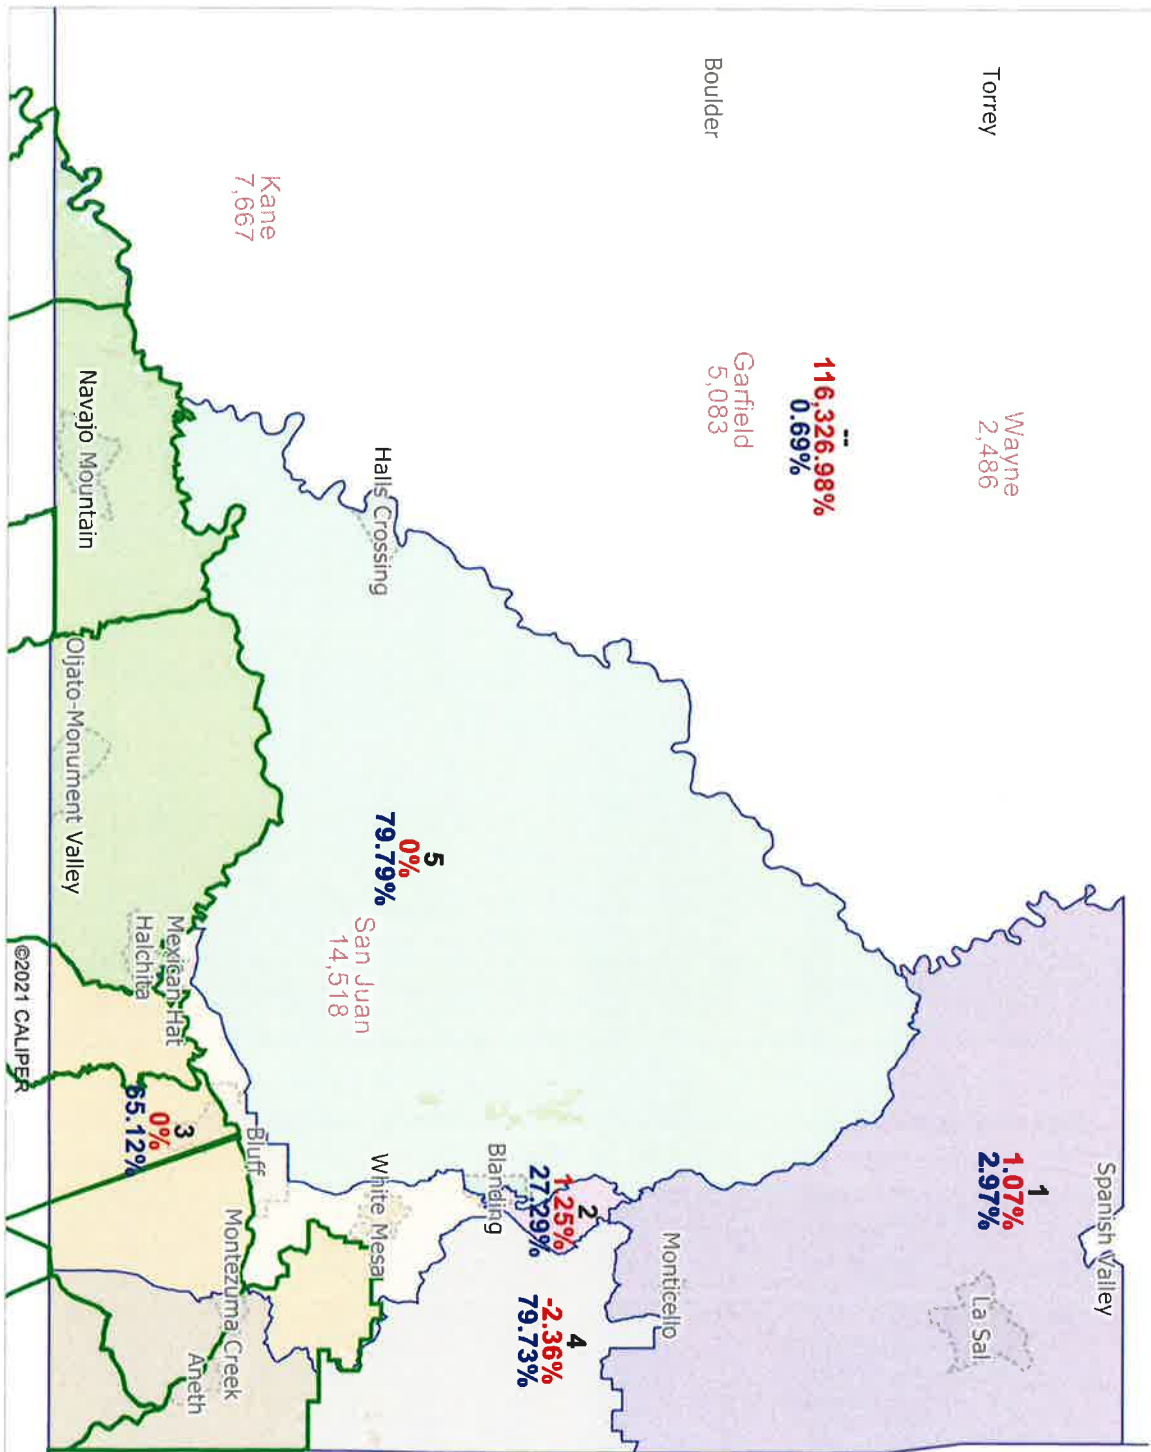 Torrey
Wayne
2,486
Spanish Valley
1
1.07%
2.97%
La Sal
Boulder
Garfield
5,083
--
116,326.98%
0.69%
Monticello
Kane
7,667
Halls Crossing
5
0%
79.79%
San Juan
14,518
Blanding
2
1.25%
27.29%
4
-2.36%
79.73%
White Mesa
Bluff
Navajo Mountain
Oljato-Monument Valley
Mexican Hat
Halchita
3
0%
65.12%
Montezuma Creek
Aneth
©2021 CALIPER